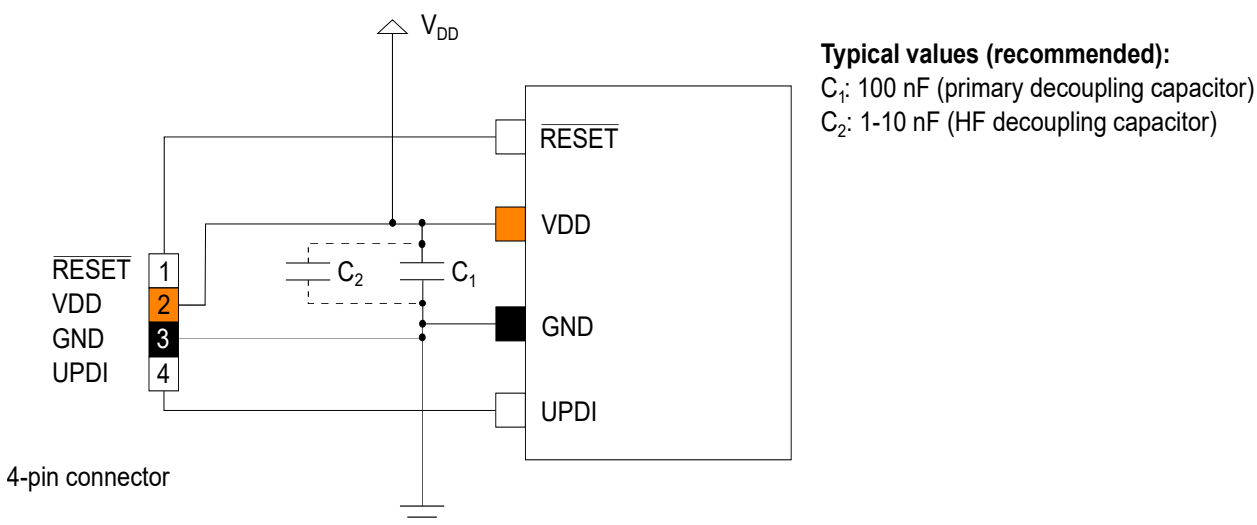 V_DD
Typical values (recommended):
C₁: 100 nF (primary decoupling capacitor)
C₂: 1-10 nF (HF decoupling capacitor)
RESET
VDD
C₂
C₁
RESET 1
VDD 2
GND 3
UPDI 4
GND
UPDI
4-pin connector